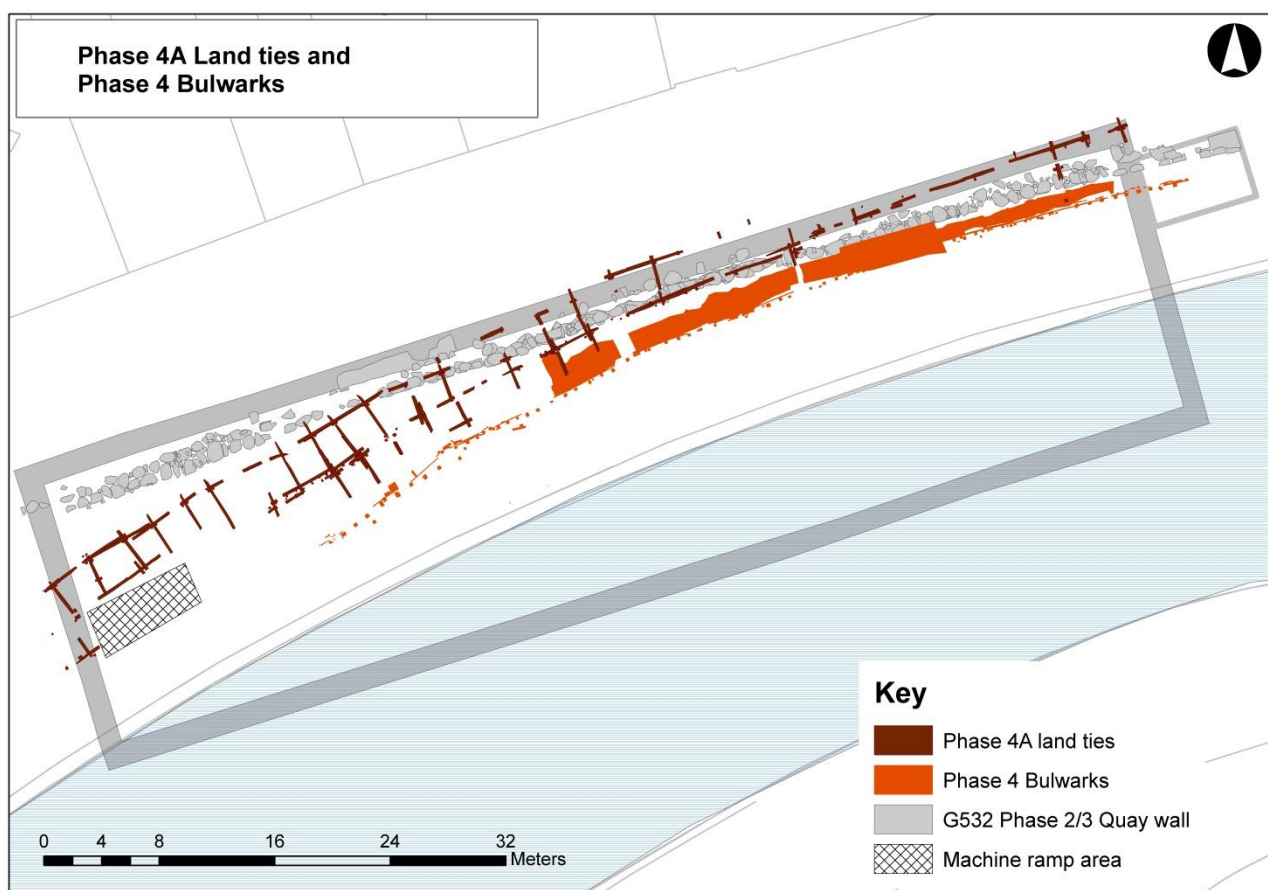 Phase 4A Land ties and
Phase 4 Bulwarks
Key
Phase 4A land ties
Phase 4 Bulwarks
G532 Phase 2/3 Quay wall
Machine ramp area
0 4 8 16 24 32
Meters